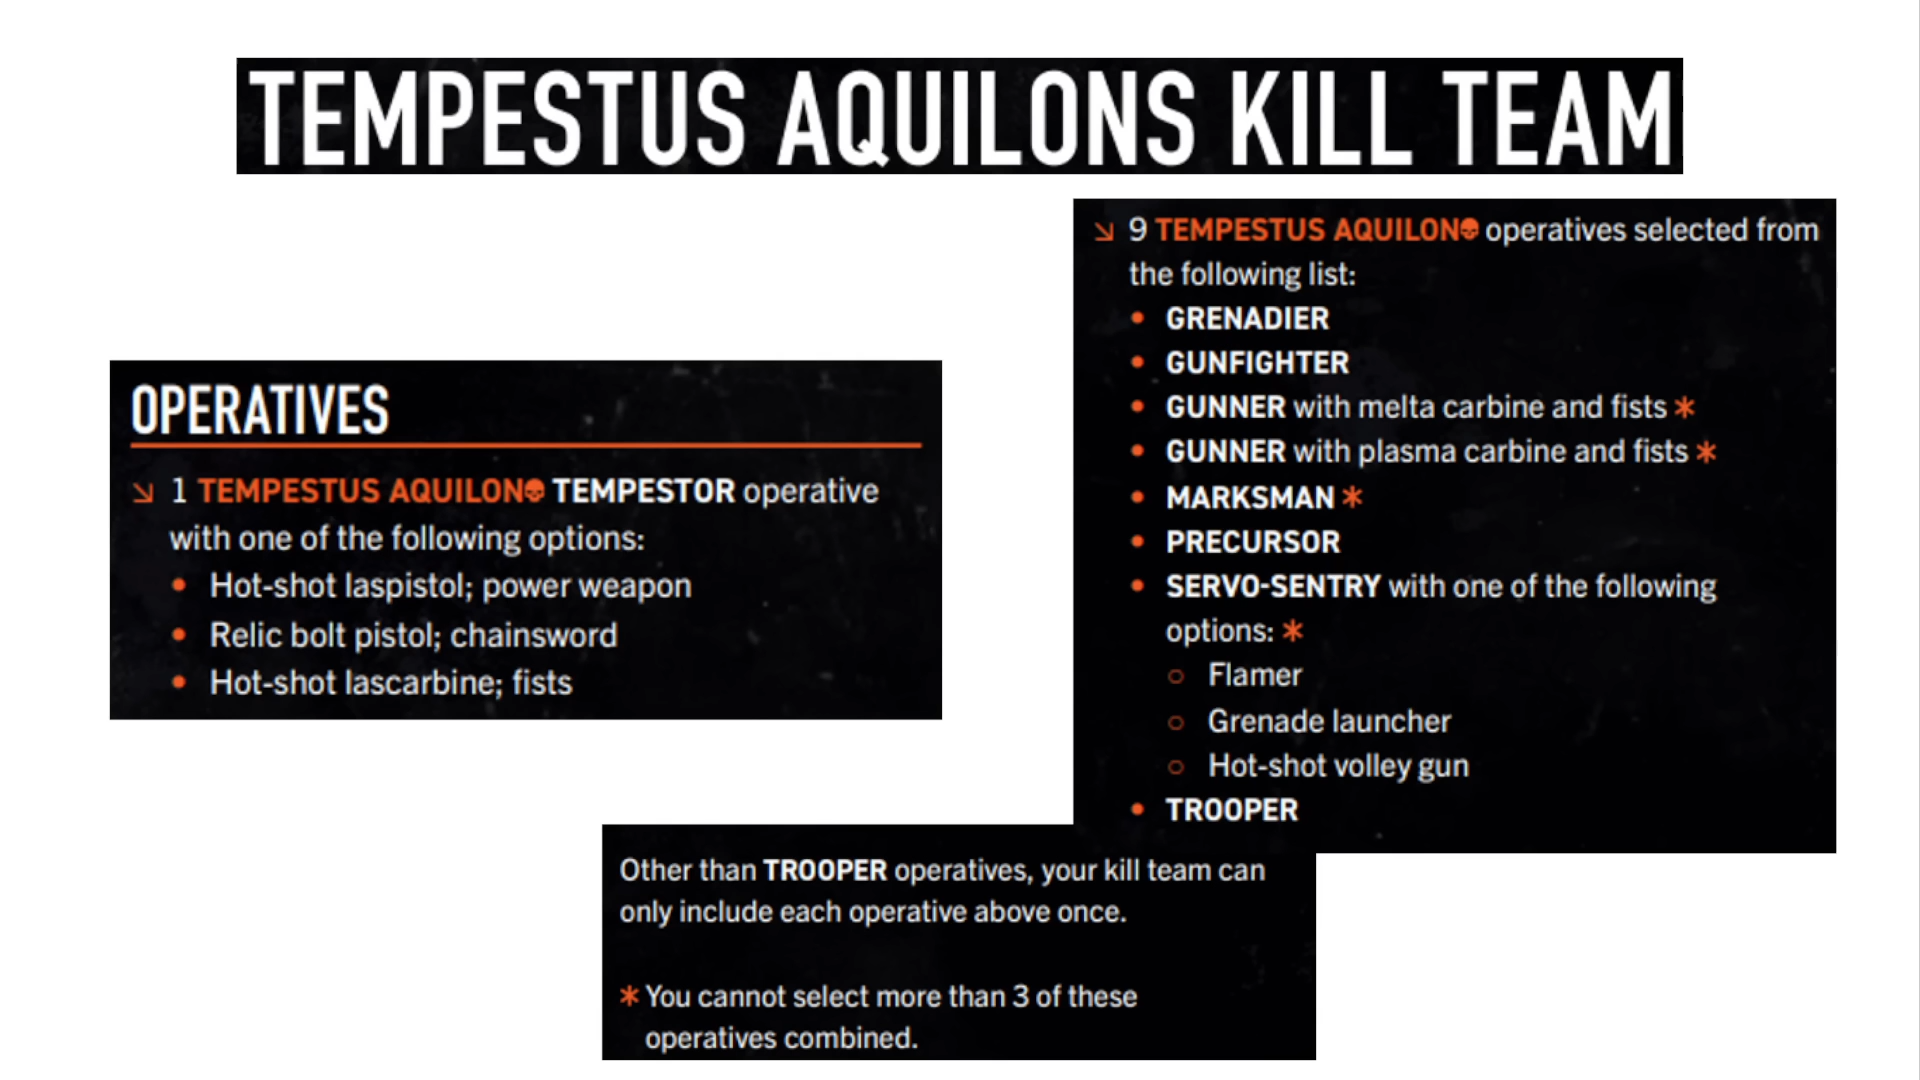 TEMPESTUS AQUILONS KILL TEAM
OPERATIVES
1 TEMPESTUS AQUILON TEMPESTOR operative
with one of the following options:
• Hot-shot laspistol; power weapon
• Relic bolt pistol; chainsword
• Hot-shot lascarbine; fists
9 TEMPESTUS AQUILON operatives selected from
the following list:
• GRENADIER
• GUNFIGHTER
• GUNNER with melta carbine and fists *
• GUNNER with plasma carbine and fists *
• MARKSMAN *
• PRECURSOR
• SERVO-SENTRY with one of the following
options: *
○ Flamer
○ Grenade launcher
○ Hot-shot volley gun
• TROOPER
Other than TROOPER operatives, your kill team can
only include each operative above once.
* You cannot select more than 3 of these
operatives combined.